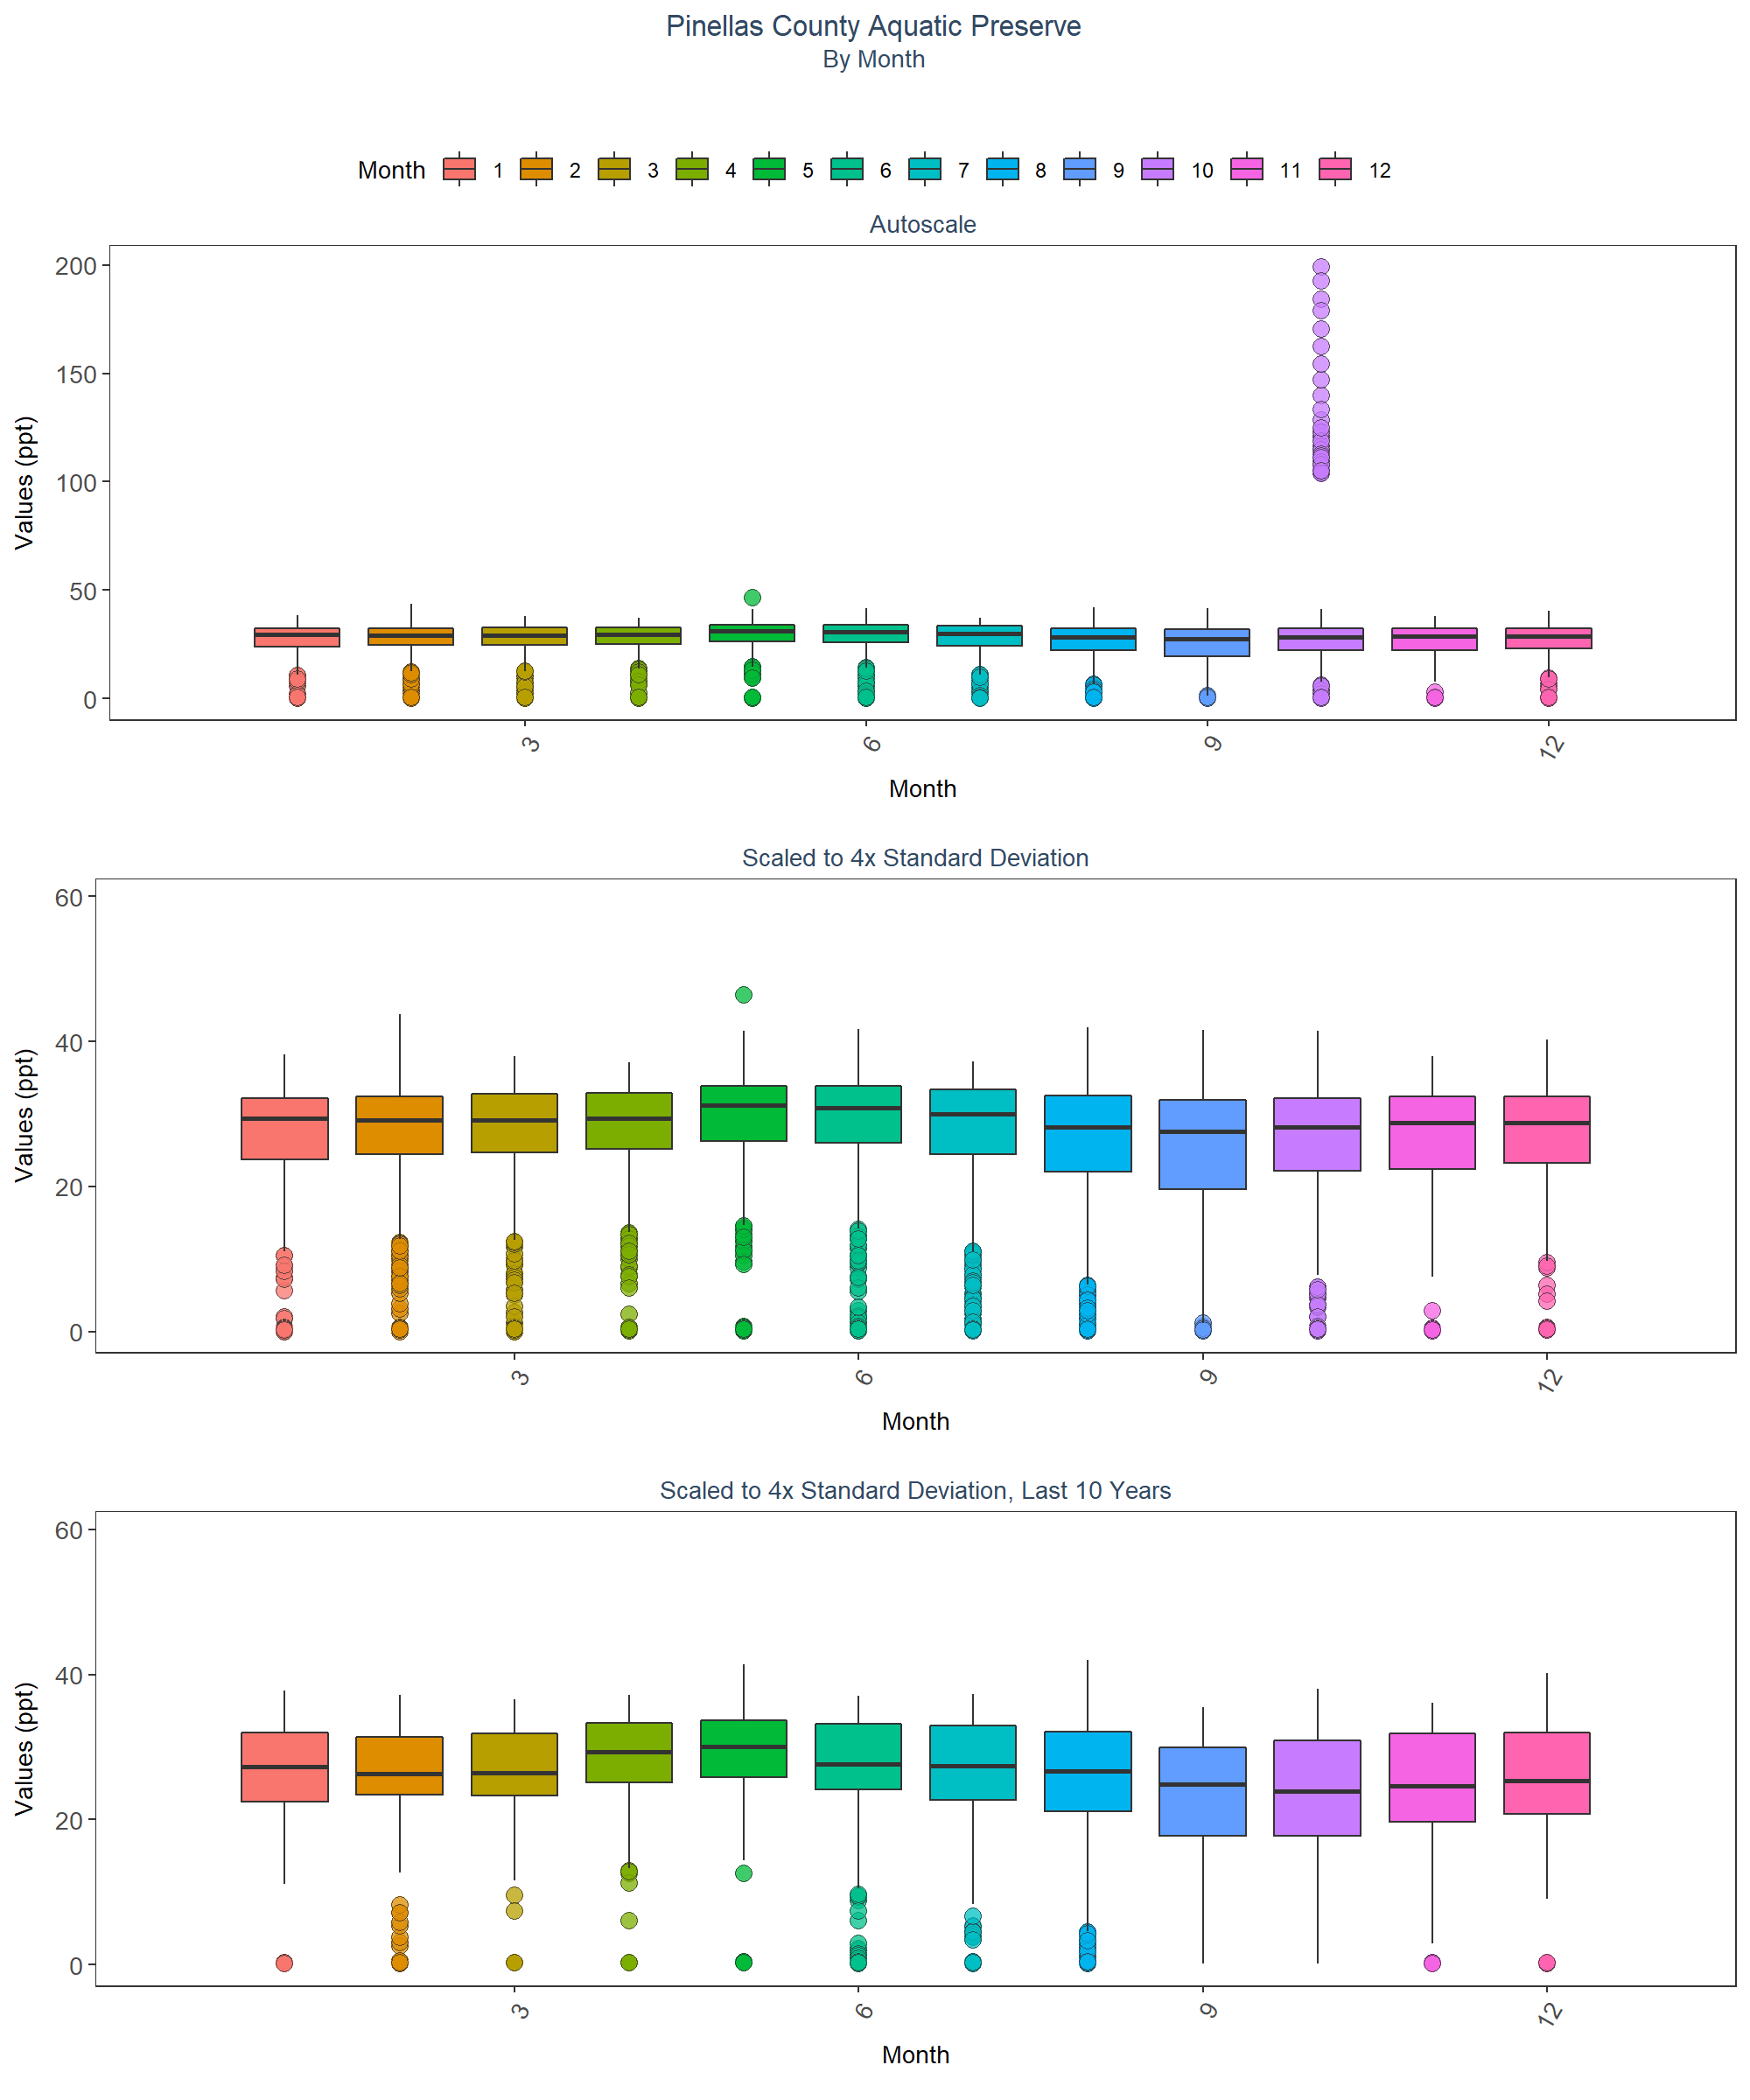 Pinellas County Aquatic Preserve
By Month
Month 1 2 3 4 5 6 7 8 9 10 11 12
Autoscale
200
150
100
50
0
Values (ppt)
3 6 9 12
Month
Scaled to 4x Standard Deviation
60
40
20
0
Values (ppt)
3 6 9 12
Month
Scaled to 4x Standard Deviation, Last 10 Years
60
40
20
0
Values (ppt)
3 6 9 12
Month